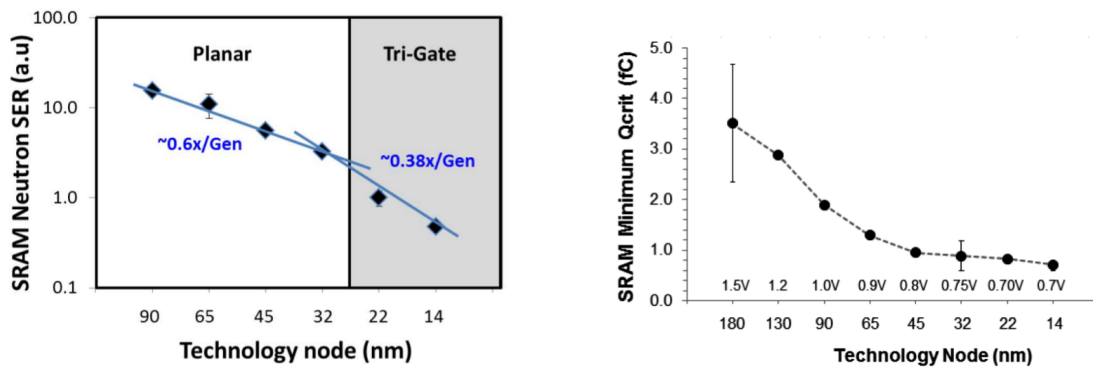 SRAM Neutron SER (a.u)
100.0
10.0
1.0
0.1
Planar
Tri-Gate
~0.6x/Gen
~0.38x/Gen
90 65 45 32 22 14
Technology node (nm)
SRAM Minimum Qcrit (fC)
5.0
4.0
3.0
2.0
1.0
0.0
1.5V 1.2 1.0V 0.9V 0.8V 0.75V 0.70V 0.7V
180 130 90 65 45 32 22 14
Technology Node (nm)